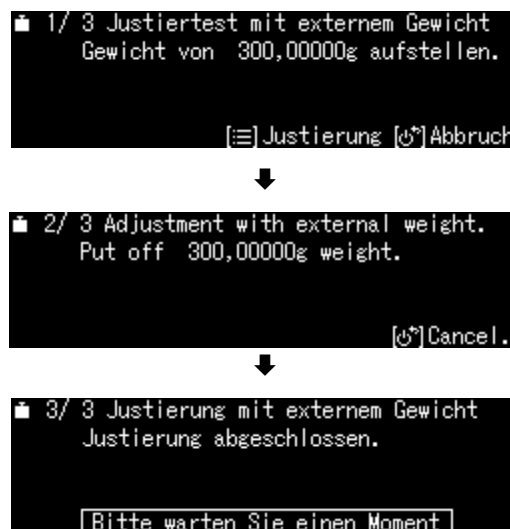 1/ 3 Justiertest mit externem Gewicht
Gewicht von 300,00000g aufstellen.
[≔]Justierung [⏻]Abbruch
2/ 3 Adjustment with external weight.
Put off 300,00000g weight.
[⏻]Cancel.
3/ 3 Justierung mit externem Gewicht
Justierung abgeschlossen.
Bitte warten Sie einen Moment